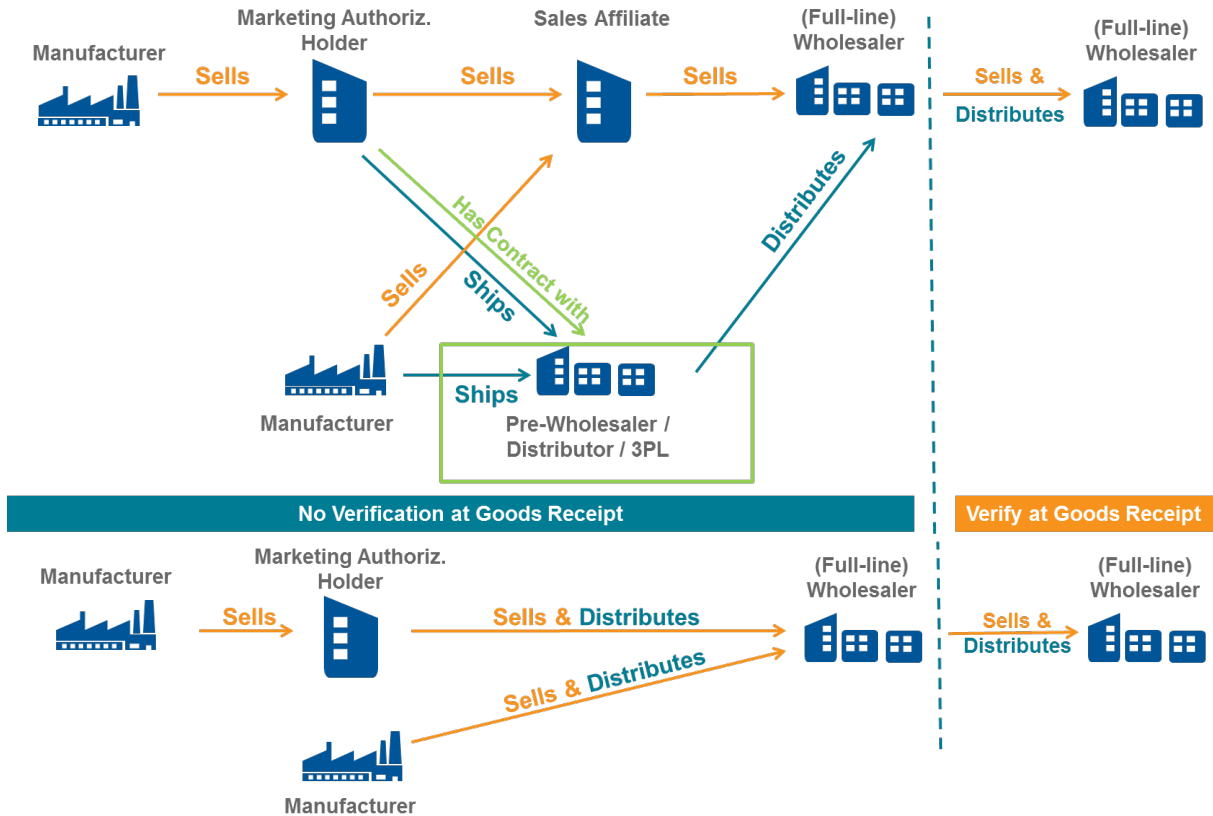 Manufacturer
Marketing Authoriz.
Holder
Sales Affiliate
(Full-line)
Wholesaler
(Full-line)
Wholesaler
Sells
Sells
Sells
Sells &
Distributes
Has Contract with
Ships
Sells
Distributes
Manufacturer
Ships
Pre-Wholesaler /
Distributor / 3PL
No Verification at Goods Receipt
Verify at Goods Receipt
Manufacturer
Marketing Authoriz.
Holder
(Full-line)
Wholesaler
(Full-line)
Wholesaler
Sells
Sells & Distributes
Sells & Distributes
Sells &
Distributes
Manufacturer